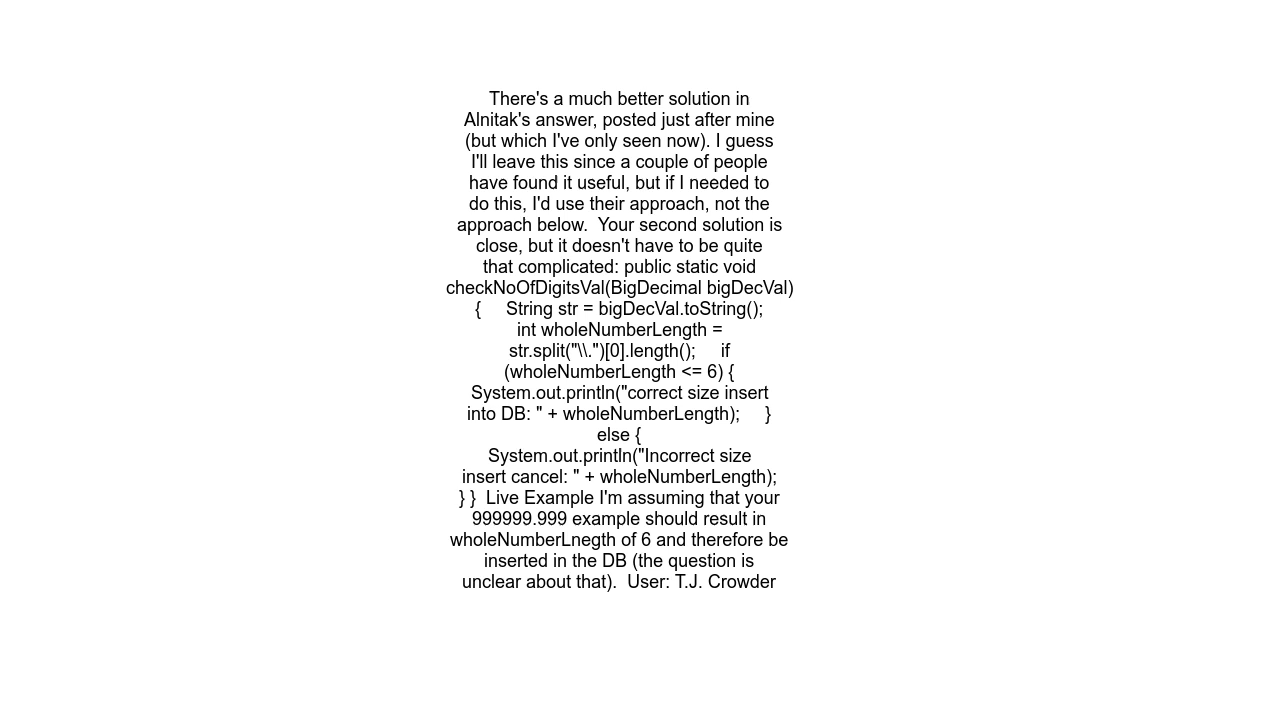 There's a much better solution in
Alnitak's answer, posted just after mine
(but which I've only seen now). I guess
I'll leave this since a couple of people
have found it useful, but if I needed to
do this, I'd use their approach, not the
approach below.  Your second solution is
close, but it doesn't have to be quite
that complicated: public static void
checkNoOfDigitsVal(BigDecimal bigDecVal)
{     String str = bigDecVal.toString();
int wholeNumberLength =
str.split("\\.")[0].length();     if
(wholeNumberLength <= 6) {
System.out.println("correct size insert
into DB: " + wholeNumberLength);     }
else {
System.out.println("Incorrect size
insert cancel: " + wholeNumberLength);
} }  Live Example I'm assuming that your
999999.999 example should result in
wholeNumberLnegth of 6 and therefore be
inserted in the DB (the question is
unclear about that).  User: T.J. Crowder